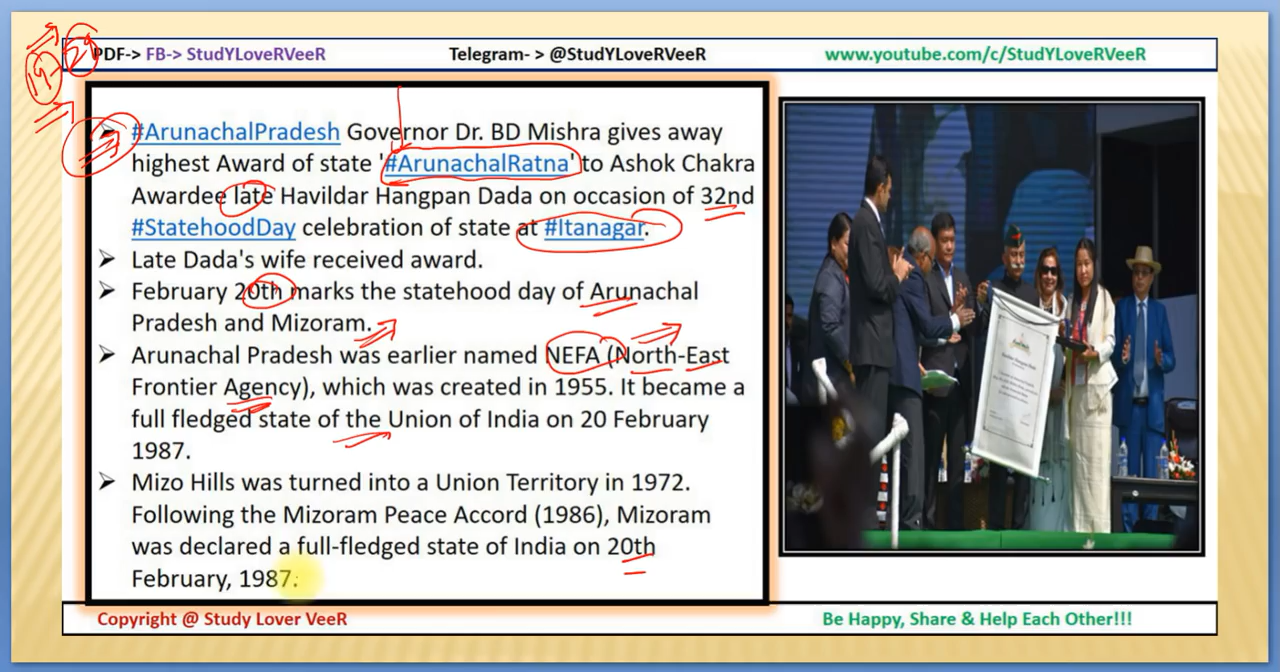 PDF-> FB-> StudYLoveRVeeR Telegram- > @StudYLoveRVeeR www.youtube.com/c/StudYLoveRVeeR
19-20
➤ #ArunachalPradesh Governor Dr. BD Mishra gives away
highest Award of state '#ArunachalRatna' to Ashok Chakra
Awardee late Havildar Hangpan Dada on occasion of 32nd
#StatehoodDay celebration of state at #Itanagar.
➤ Late Dada's wife received award.
➤ February 20th marks the statehood day of Arunachal
Pradesh and Mizoram.
➤ Arunachal Pradesh was earlier named NEFA (North-East
Frontier Agency), which was created in 1955. It became a
full fledged state of the Union of India on 20 February
1987.
➤ Mizo Hills was turned into a Union Territory in 1972.
Following the Mizoram Peace Accord (1986), Mizoram
was declared a full-fledged state of India on 20th
February, 1987.
Copyright @ Study Lover VeeR Be Happy, Share & Help Each Other!!!